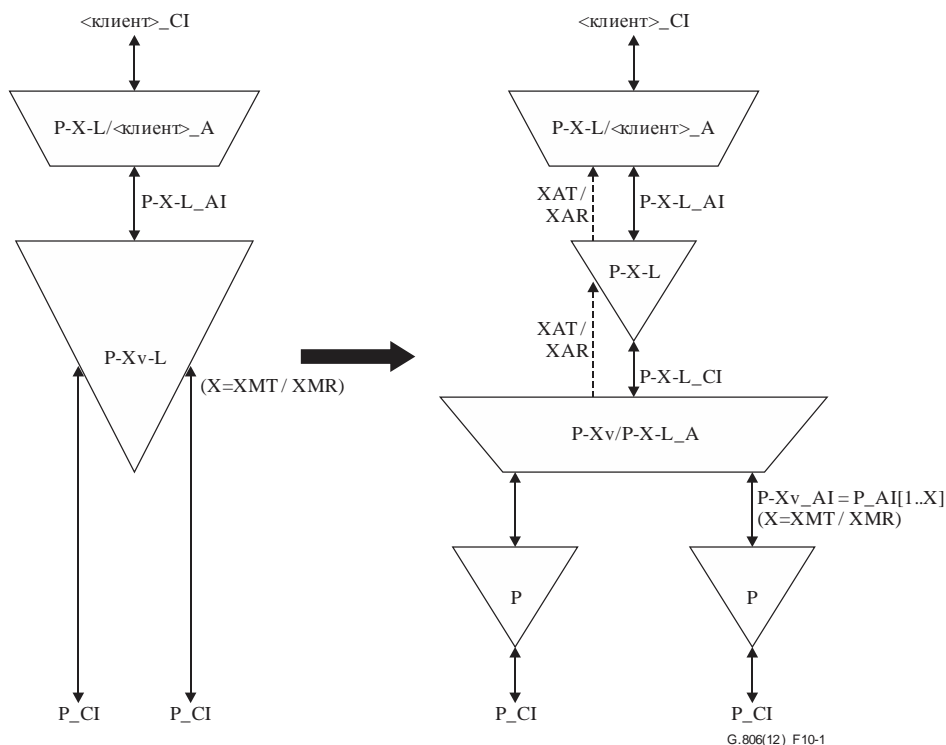 <клиент>_CI
P-X-L/<клиент>_A
P-X-L_AI
P-Xv-L
(X=XMT / XMR)
P_CI
P_CI
<клиент>_CI
P-X-L/<клиент>_A
XAT /
XAR
P-X-L_AI
P-X-L
XAT /
XAR
P-X-L_CI
P-Xv/P-X-L_A
P-Xv_AI = P_AI[1..X]
(X=XMT / XMR)
P
P
P_CI
P_CI
G.806(12)_F10-1